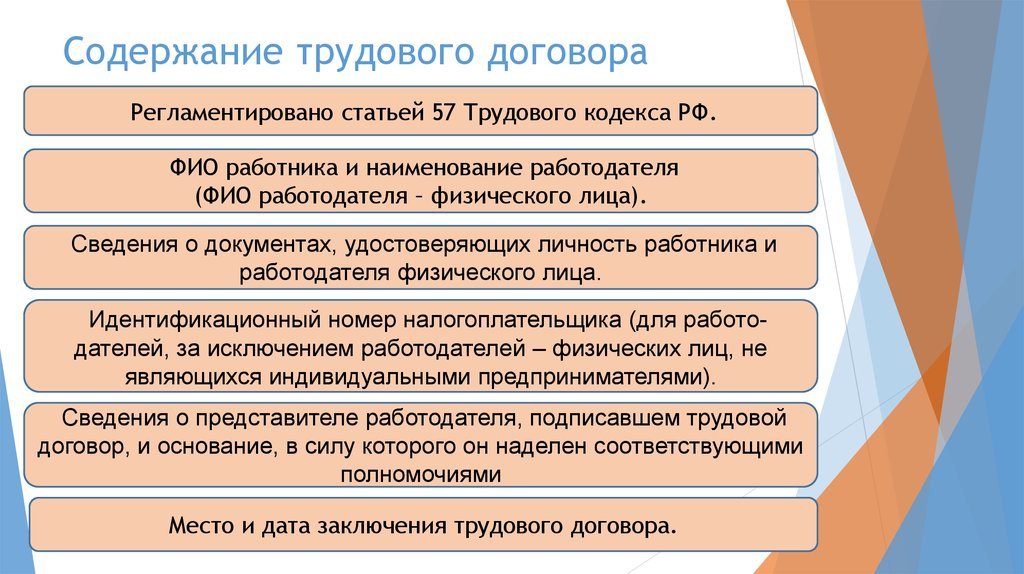 Содержание трудового договора
Регламентировано статьей 57 Трудового кодекса РФ.
ФИО работника и наименование работодателя
(ФИО работодателя – физического лица).
Сведения о документах, удостоверяющих личность работника и
работодателя физического лица.
Идентификационный номер налогоплательщика (для работо-
дателей, за исключением работодателей – физических лиц, не
являющихся индивидуальными предпринимателями).
Сведения о представителе работодателя, подписавшем трудовой
договор, и основание, в силу которого он наделен соответствующими
полномочиями
Место и дата заключения трудового договора.